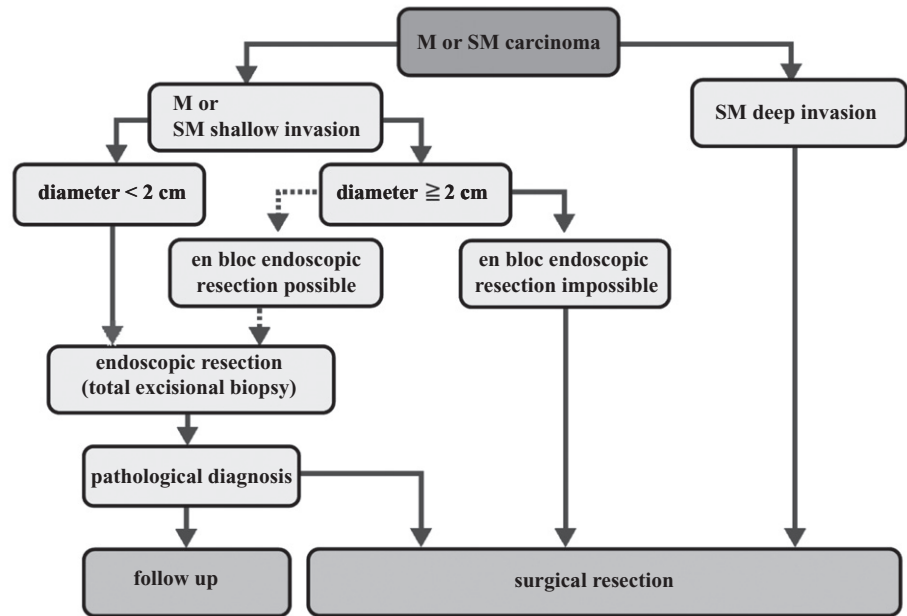 M or SM carcinoma
M or
SM shallow invasion
SM deep invasion
diameter < 2 cm
diameter ≧ 2 cm
en bloc endoscopic
resection possible
en bloc endoscopic
resection impossible
endoscopic resection
(total excisional biopsy)
pathological diagnosis
follow up
surgical resection